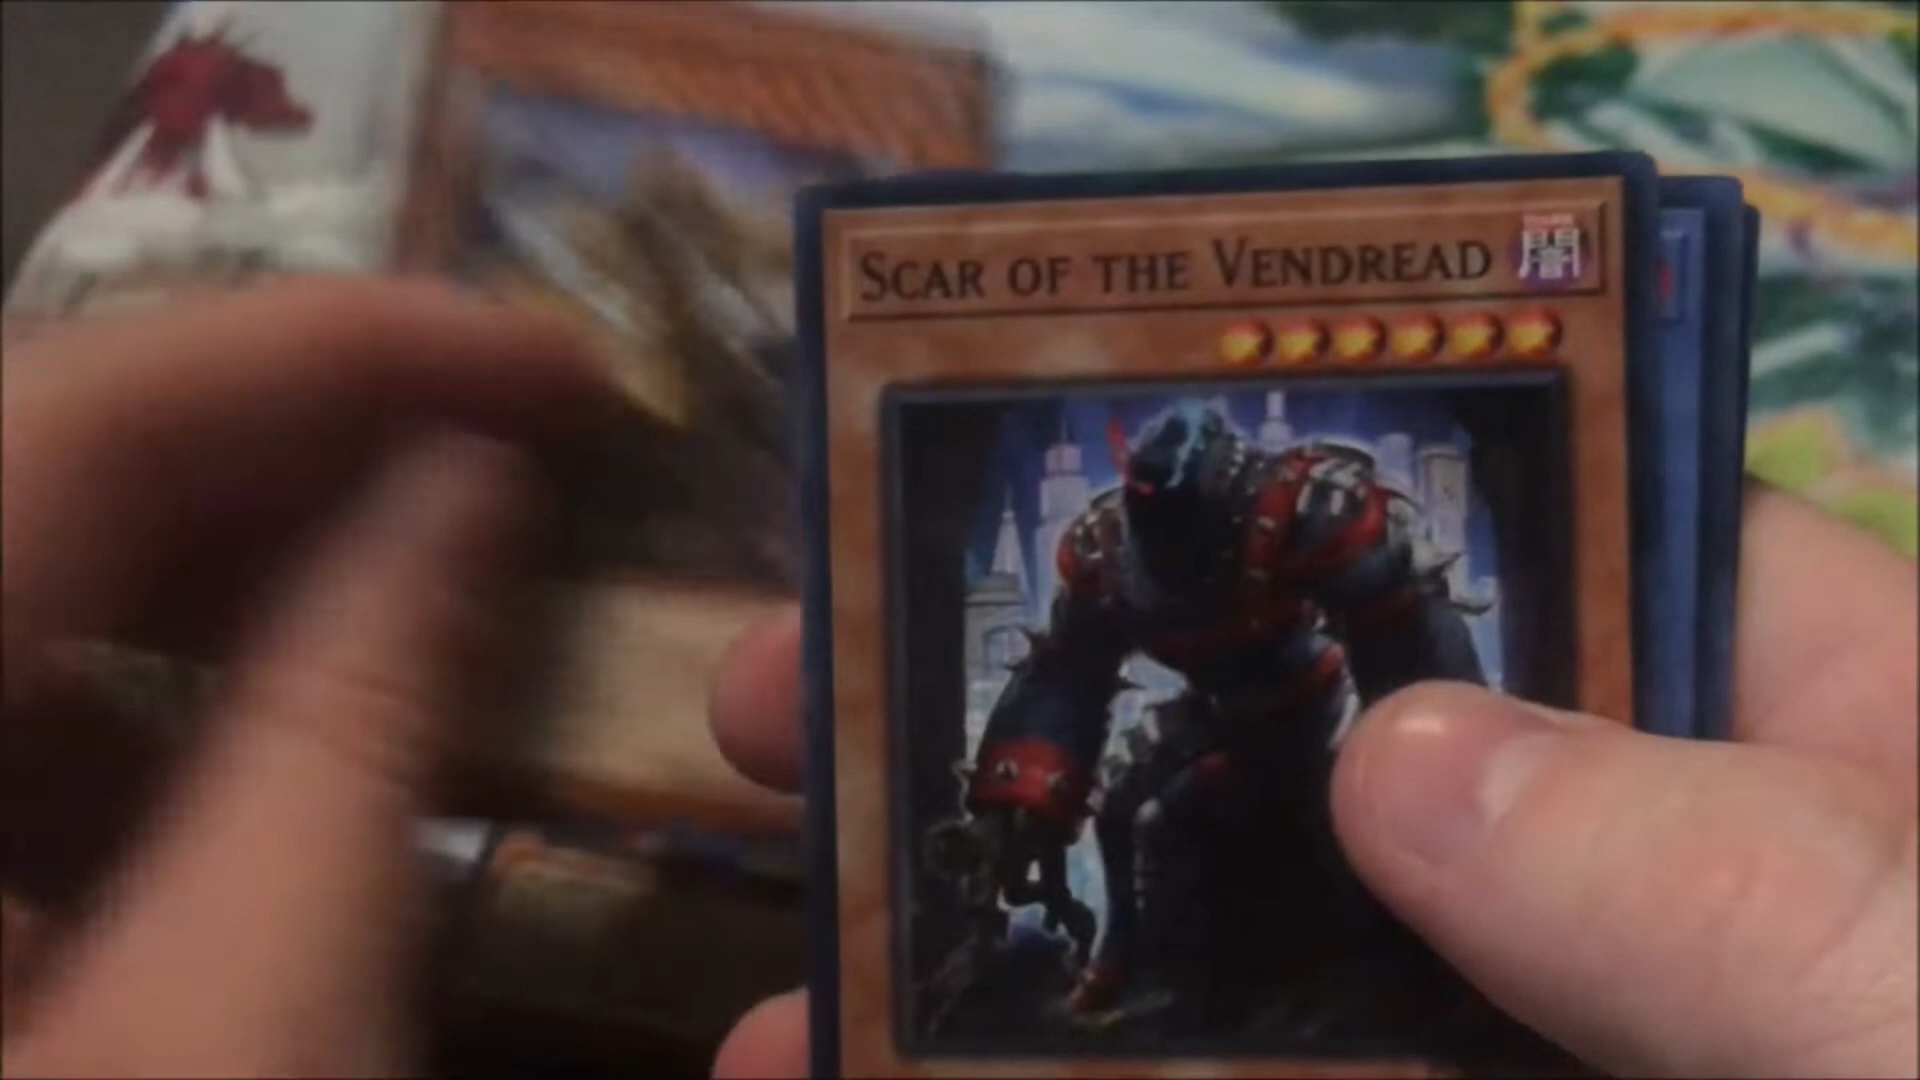 SCAR OF THE VENDREAD
闇